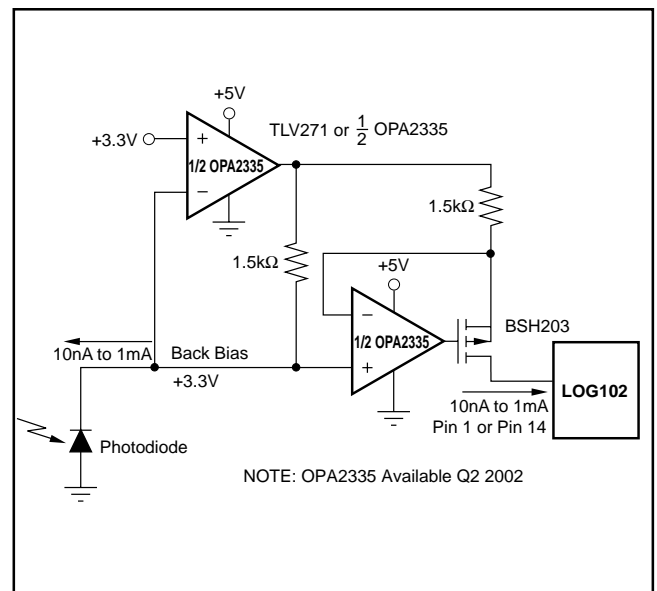 +5V
TLV271 or 1/2 OPA2335
+3.3V
+
1/2 OPA2335
–
1.5kΩ
1.5kΩ
+5V
–
BSH203
1/2 OPA2335
+
10nA to 1mA
Back Bias
+3.3V
10nA to 1mA
LOG102
Pin 1 or Pin 14
Photodiode
NOTE: OPA2335 Available Q2 2002